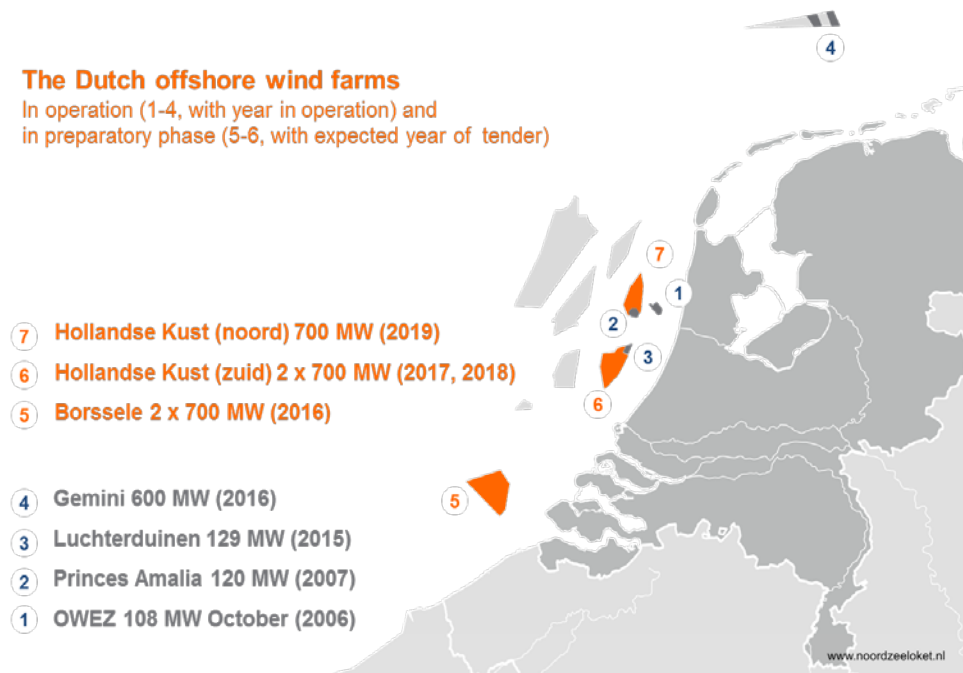 4
The Dutch offshore wind farms
In operation (1-4, with year in operation) and
in preparatory phase (5-6, with expected year of tender)
7
1
2
3
6
5
7 Hollandse Kust (noord) 700 MW (2019)
6 Hollandse Kust (zuid) 2 x 700 MW (2017, 2018)
5 Borssele 2 x 700 MW (2016)
4 Gemini 600 MW (2016)
3 Luchterduinen 129 MW (2015)
2 Princes Amalia 120 MW (2007)
1 OWEZ 108 MW October (2006)
www.noordzeeloket.nl